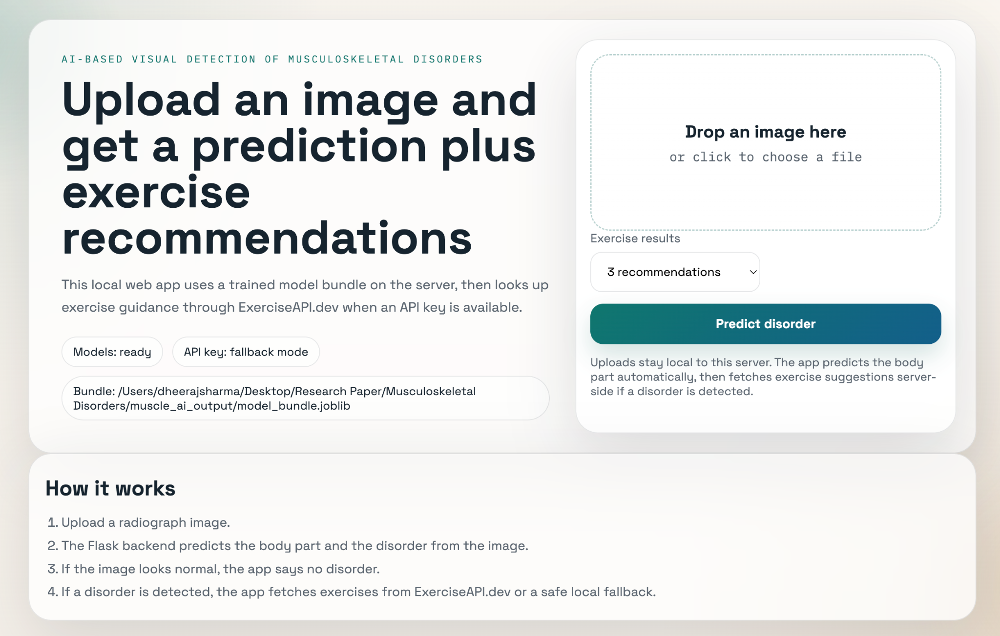 AI-BASED VISUAL DETECTION OF MUSCULOSKELETAL DISORDERS
Upload an image and
get a prediction plus
exercise
recommendations
This local web app uses a trained model bundle on the server, then looks up
exercise guidance through ExerciseAPI.dev when an API key is available.
Models: ready
API key: fallback mode
Bundle: /Users/dheerajsharma/Desktop/Research Paper/Musculoskeletal
Disorders/muscle_ai_output/model_bundle.joblib
Drop an image here
or click to choose a file
Exercise results
3 recommendations
Predict disorder
Uploads stay local to this server. The app predicts the body
part automatically, then fetches exercise suggestions server-
side if a disorder is detected.
How it works
1. Upload a radiograph image.
2. The Flask backend predicts the body part and the disorder from the image.
3. If the image looks normal, the app says no disorder.
4. If a disorder is detected, the app fetches exercises from ExerciseAPI.dev or a safe local fallback.